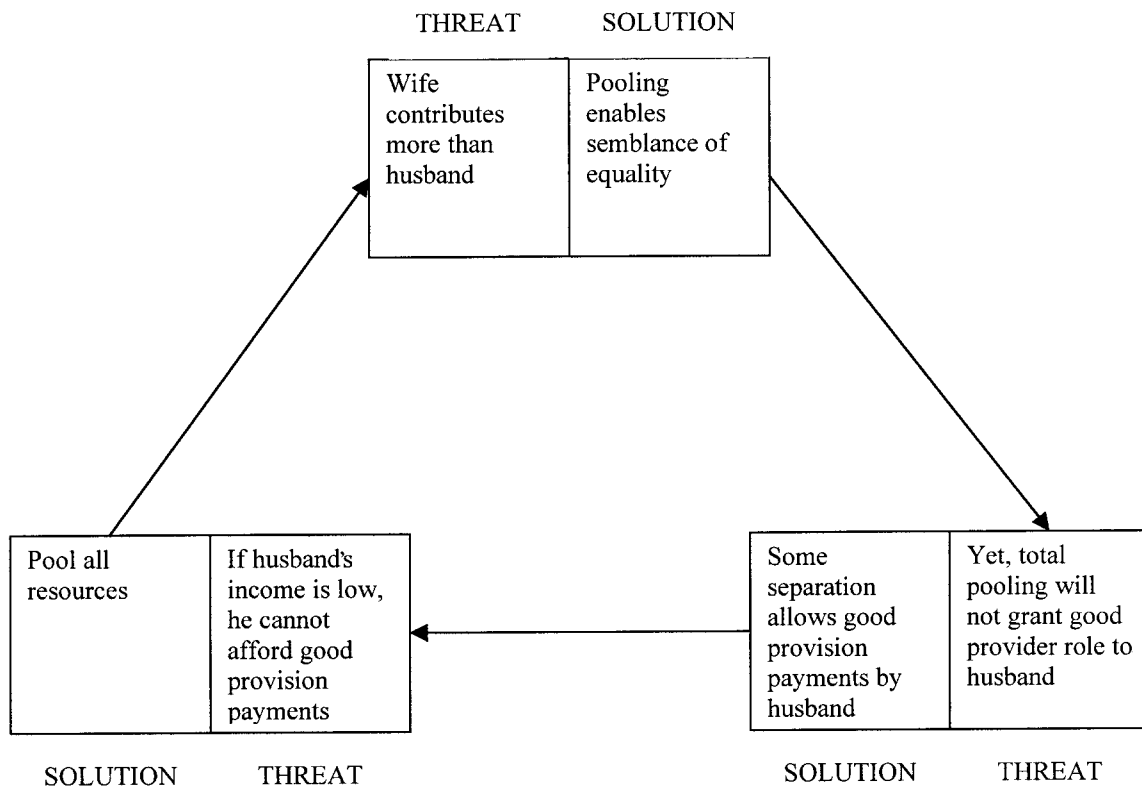 THREAT SOLUTION
Wife
contributes
more than
husband
Pooling
enables
semblance of
equality
Pool all
resources
If husband's
income is low,
he cannot
afford good
provision
payments
Some
separation
allows good
provision
payments by
husband
Yet, total
pooling will
not grant good
provider role to
husband
SOLUTION THREAT
SOLUTION THREAT